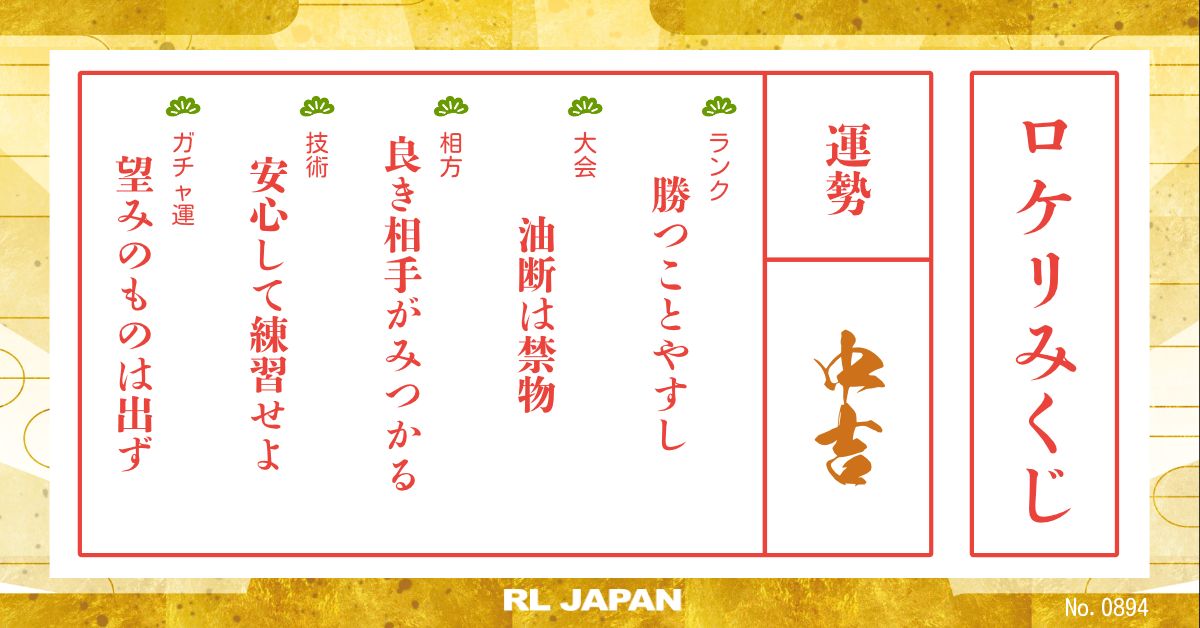 ロケリみくじ
運勢
中吉
ランク
勝つことやすし
大会
油断は禁物
相方
良き相手がみつかる
技術
安心して練習せよ
ガチャ運
望みのものは出ず
RL JAPAN
No. 0894